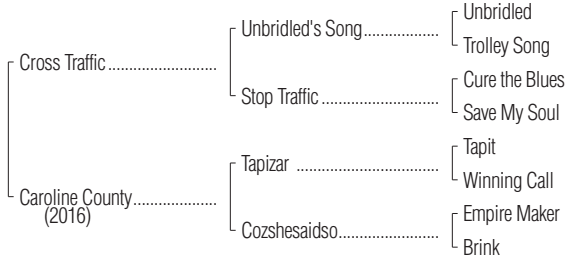 Unbridled
Unbridled's Song..................
Trolley Song
Cross Traffic..........................
Cure the Blues
Stop Traffic ............................
Save My Soul
Tapit
Tapizar ..................................
Winning Call
Caroline County....................
(2016)
Empire Maker
Cozshesaidso........................
Brink